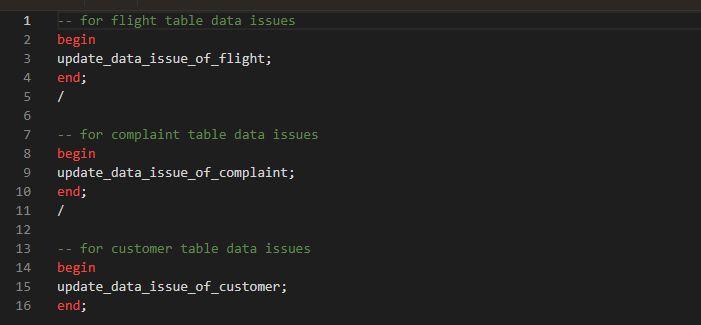 1 -- for flight table data issues
2 begin
3 update_data_issue_of_flight;
4 end;
5 /
6
7 -- for complaint table data issues
8 begin
9 update_data_issue_of_complaint;
10 end;
11 /
12
13 -- for customer table data issues
14 begin
15 update_data_issue_of_customer;
16 end;